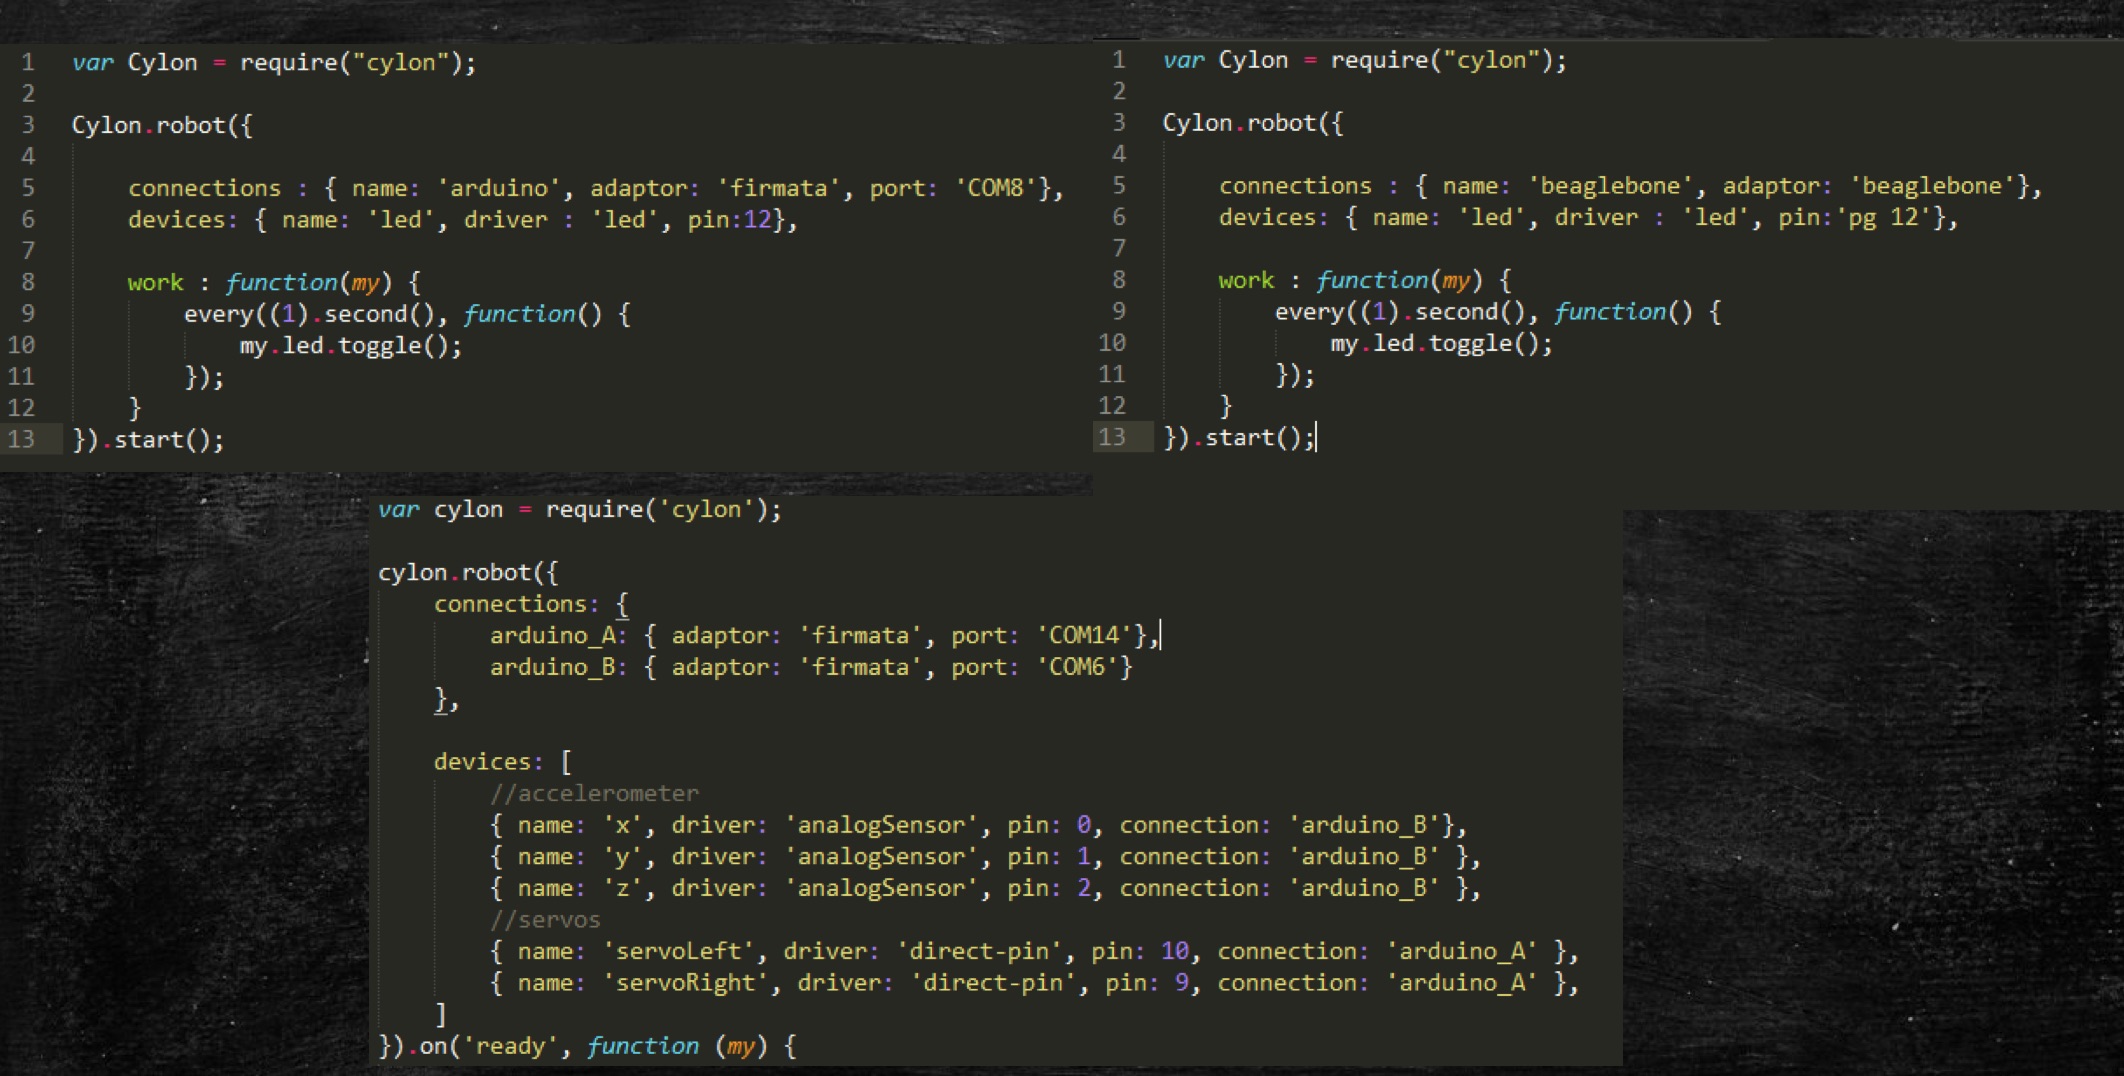 1 var Cylon = require("cylon");
2
3 Cylon.robot({
4
5 connections : { name: 'arduino', adaptor: 'firmata', port: 'COM8'},
6 devices: { name: 'led', driver : 'led', pin:12},
7
8 work : function(my) {
9 every((1).second(), function() {
10 my.led.toggle();
11 });
12 }
13 }).start();
1 var Cylon = require("cylon");
2
3 Cylon.robot({
4
5 connections : { name: 'beaglebone', adaptor: 'beaglebone'},
6 devices: { name: 'led', driver : 'led', pin:'pg 12'},
7
8 work : function(my) {
9 every((1).second(), function() {
10 my.led.toggle();
11 });
12 }
13 }).start();
var cylon = require('cylon');
cylon.robot({
connections: {
arduino_A: { adaptor: 'firmata', port: 'COM14'},
arduino_B: { adaptor: 'firmata', port: 'COM6'}
},
devices: [
//accelerometer
{ name: 'x', driver: 'analogSensor', pin: 0, connection: 'arduino_B'},
{ name: 'y', driver: 'analogSensor', pin: 1, connection: 'arduino_B' },
{ name: 'z', driver: 'analogSensor', pin: 2, connection: 'arduino_B' },
//servos
{ name: 'servoLeft', driver: 'direct-pin', pin: 10, connection: 'arduino_A' },
{ name: 'servoRight', driver: 'direct-pin', pin: 9, connection: 'arduino_A' },
]
}).on('ready', function (my) {